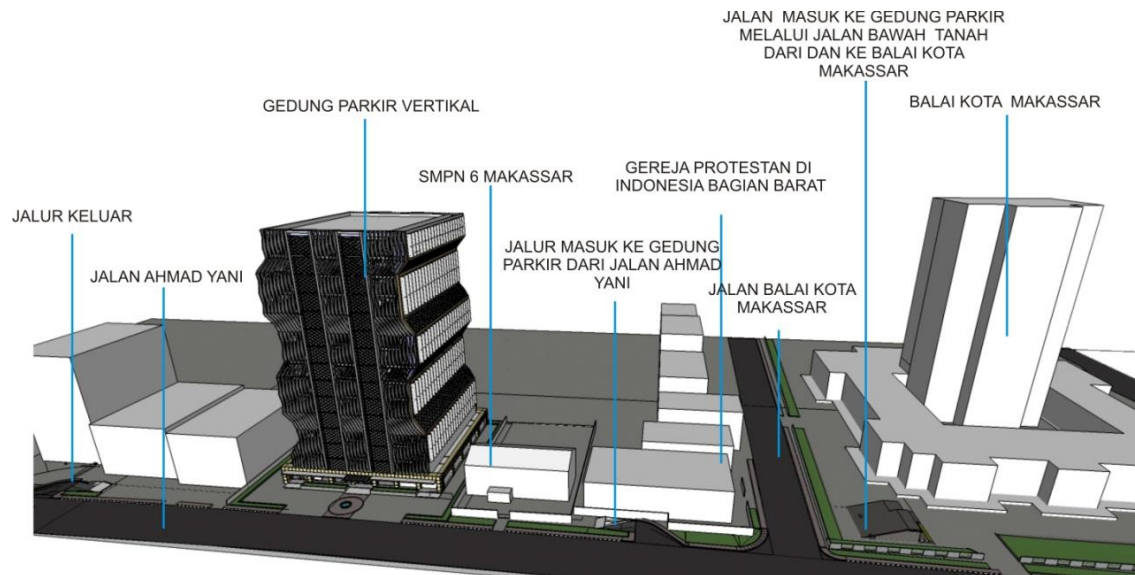 JALAN MASUK KE GEDUNG PARKIR
MELALUI JALAN BAWAH TANAH
DARI DAN KE BALAI KOTA
MAKASSAR
GEDUNG PARKIR VERTIKAL
BALAI KOTA MAKASSAR
SMPN 6 MAKASSAR
GEREJA PROTESTAN DI
INDONESIA BAGIAN BARAT
JALUR KELUAR
JALUR MASUK KE GEDUNG
PARKIR DARI JALAN AHMAD
YANI
JALAN AHMAD YANI
JALAN BALAI KOTA
MAKASSAR